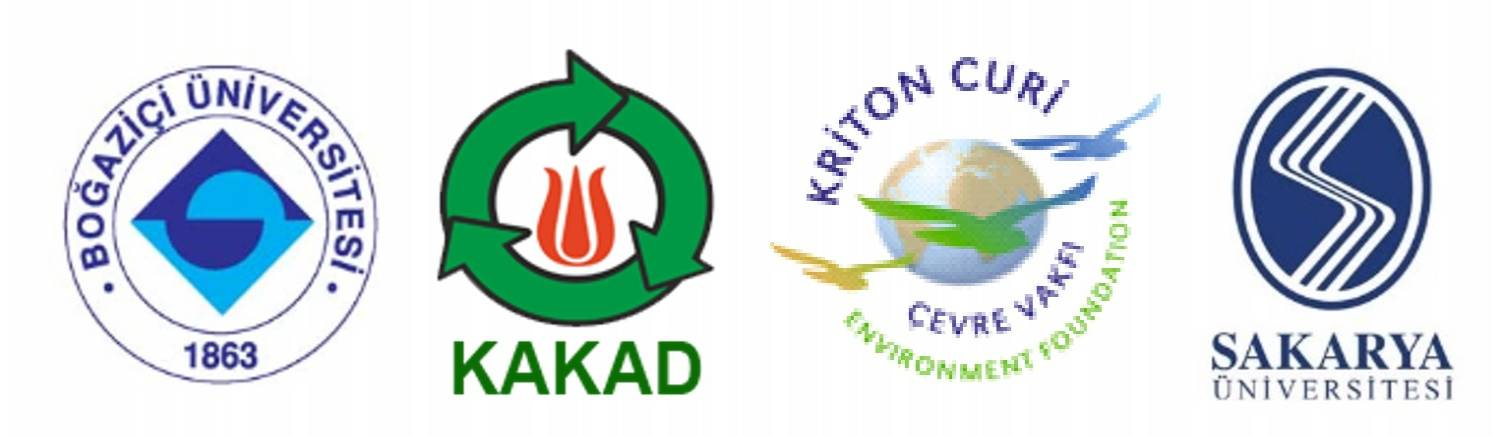 BOĞAZİÇİ ÜNİVERSİTESİ
1863
KAKAD
KRİTON CURİ
ÇEVRE VAKFI
ENVIRONMENT FOUNDATION
SAKARYA
ÜNİVERSİTESİ